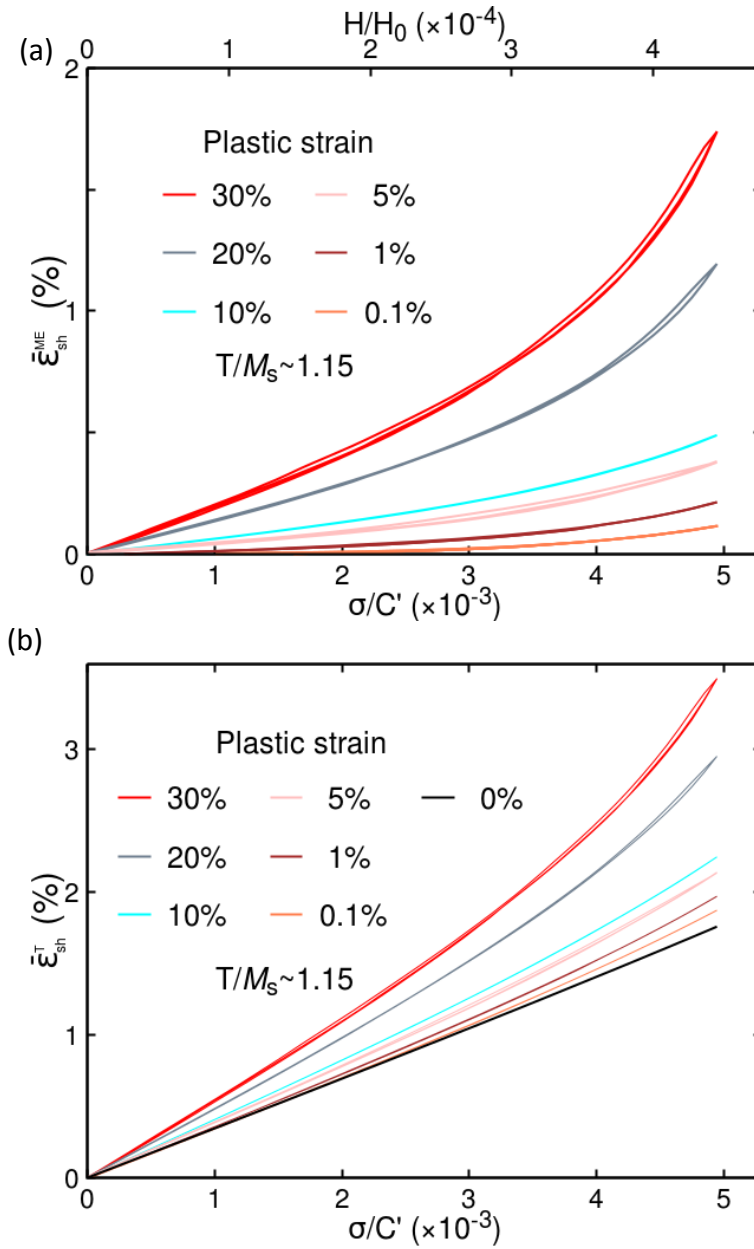 H/H₀ (×10⁻⁴)
(a)
0 1 2 3 4
2
Plastic strain
30% 5%
20% 1%
10% 0.1%
T/Mₛ~1.15
1
ε̄ᴹᴱsh (%)
0
0 1 2 3 4 5
σ/C' (×10⁻³)
(b)
3
Plastic strain
30% 5% 0%
20% 1%
10% 0.1%
2
T/Mₛ~1.15
ε̄ᵀsh (%)
1
0
0 1 2 3 4 5
σ/C' (×10⁻³)